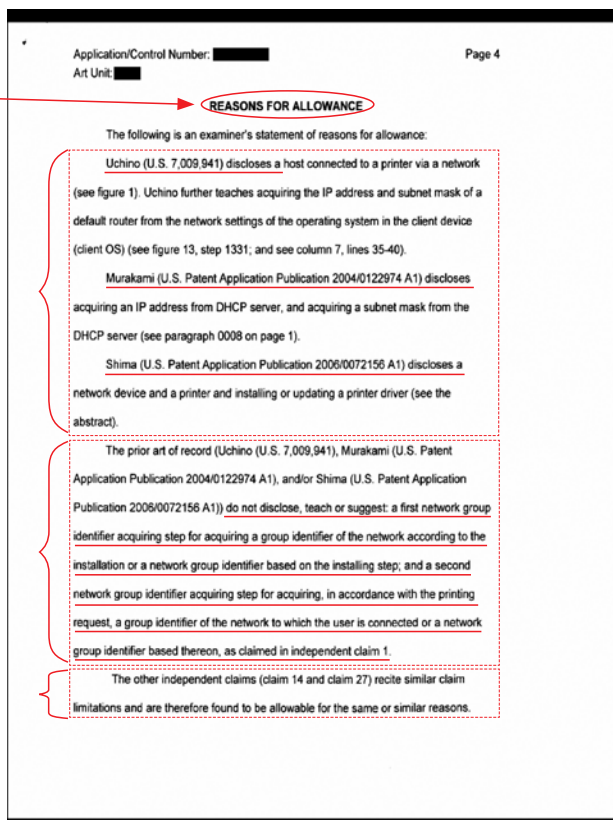 Application/Control Number:
Page 4
Art Unit:
REASONS FOR ALLOWANCE
The following is an examiner's statement of reasons for allowance:
Uchino (U.S. 7,009,941) discloses a host connected to a printer via a network
(see figure 1). Uchino further teaches acquiring the IP address and subnet mask of a
default router from the network settings of the operating system in the client device
(client OS) (see figure 13, step 1331; and see column 7, lines 35-40).
Murakami (U.S. Patent Application Publication 2004/0122974 A1) discloses
acquiring an IP address from DHCP server, and acquiring a subnet mask from the
DHCP server (see paragraph 0008 on page 1).
Shima (U.S. Patent Application Publication 2006/0072156 A1) discloses a
network device and a printer and installing or updating a printer driver (see the
abstract).
The prior art of record (Uchino (U.S. 7,009,941), Murakami (U.S. Patent
Application Publication 2004/0122974 A1), and/or Shima (U.S. Patent Application
Publication 2006/0072156 A1)) do not disclose, teach or suggest: a first network group
identifier acquiring step for acquiring a group identifier of the network according to the
installation or a network group identifier based on the installing step; and a second
network group identifier acquiring step for acquiring, in accordance with the printing
request, a group identifier of the network to which the user is connected or a network
group identifier based thereon, as claimed in independent claim 1.
The other independent claims (claim 14 and claim 27) recite similar claim
limitations and are therefore found to be allowable for the same or similar reasons.